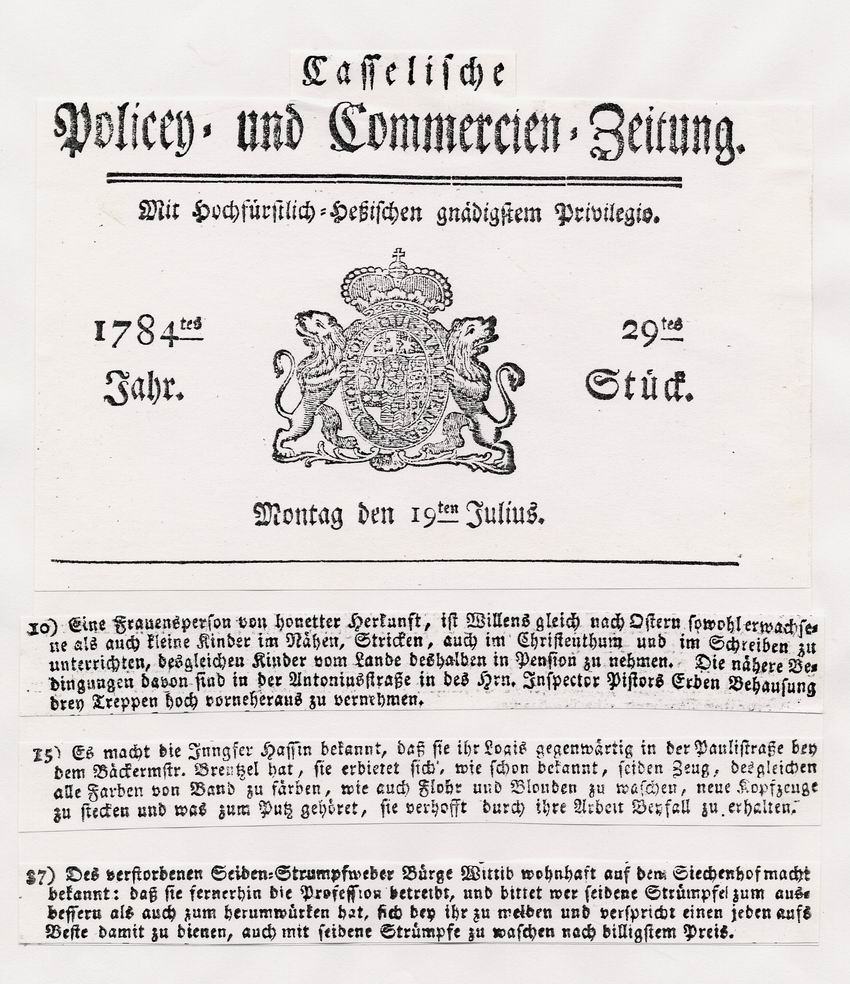 Casselische
Policey- und Commercien-Zeitung.
Mit Hochfürstlich-Heßischen gnädigstem Privilegio.
1784tes
Jahr.
29tes
Stück.
Montag den 19ten Julius.
10) Eine Frauensperson von honetter Herkunft, ist Willens gleich nach Ostern sowohl erwachse-
ne als auch kleine Kinder im Nähen, Stricken, auch im Christenthum und im Schreiben zu
unterrichten, desgleichen Kinder vom Lande deshalben in Pension zu nehmen. Die nähere Be-
dingungen davon sind in der Antoniusstraße in des Hrn. Inspector Pistors Erben Behausung
drey Treppen hoch vorneheraus zu vernehmen.
15) Es macht die Jungfer Hassin bekannt, daß sie ihr Logis gegenwärtig in der Paulistraße bey
dem Bäckermstr. Breutzel hat, sie erbietet sich, wie schon bekannt, seiden Zeug, desgleichen
alle Farben von Band zu färben, wie auch Flohr und Blonden zu waschen, neue Kopfzeuge
zu stecken und was zum Putz gehöret, sie verhofft durch ihre Arbeit Beyfall zu erhalten.
37) Des verstorbenen Seiden-Strumpfweber Bürge Wittib wohnhaft auf dem Siechenhof macht
bekannt: daß sie fernerhin die Profession betreibt, und bittet wer seidene Strümpfe zum aus-
bessern als auch zum herumwürken hat, sich bey ihr zu melden und verspricht einen jeden aufs
Beste damit zu dienen, auch mit seidene Strümpfe zu waschen nach billigstem Preis.